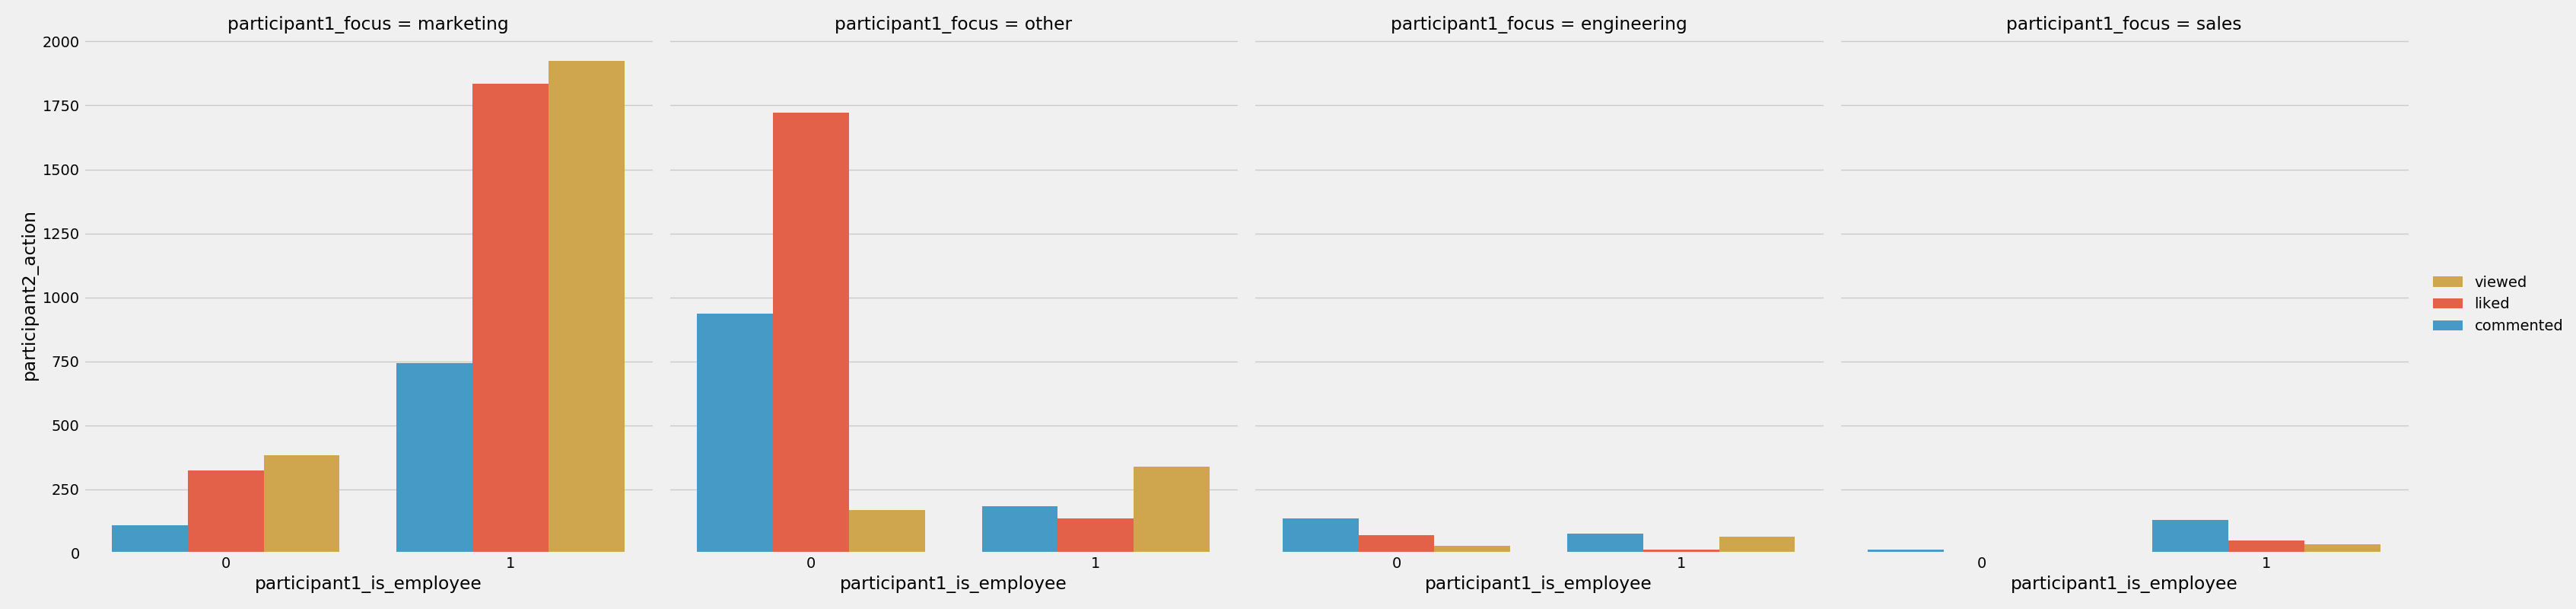 participant1_focus = marketing
participant1_focus = other
participant1_focus = engineering
participant1_focus = sales
participant2_action
2000
1750
1500
1250
1000
750
500
250
0
0 1
0 1
0 1
0 1
participant1_is_employee
participant1_is_employee
participant1_is_employee
participant1_is_employee
viewed
liked
commented